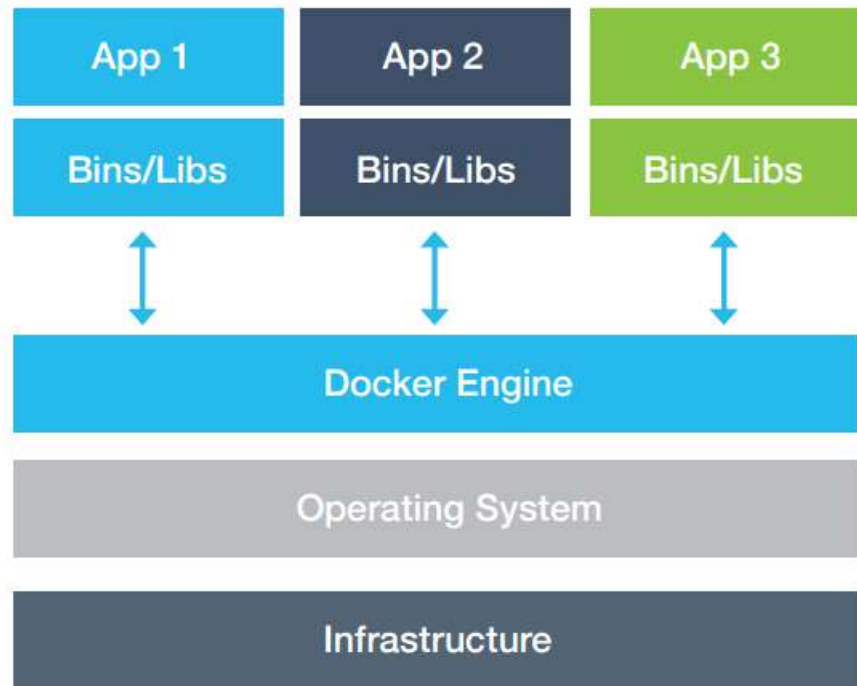 App 1
App 2
App 3
Bins/Libs
Bins/Libs
Bins/Libs
Docker Engine
Operating System
Infrastructure